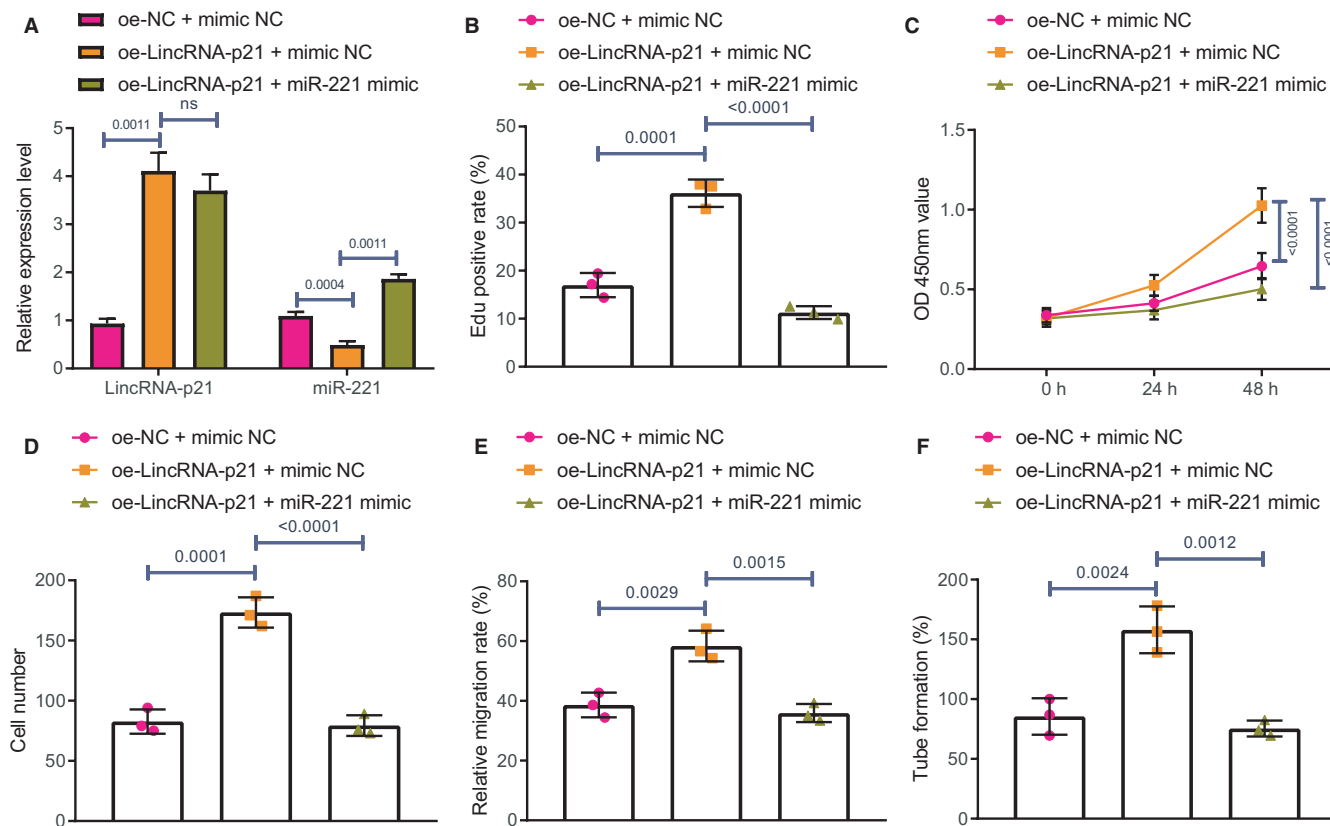 A
oe-NC + mimic NC
oe-LincRNA-p21 + mimic NC
oe-LincRNA-p21 + miR-221 mimic
ns
0.0011
0.0011
0.0004
Relative expression level
5
4
3
2
1
0
LincRNA-p21
miR-221
B
oe-NC + mimic NC
oe-LincRNA-p21 + mimic NC
oe-LincRNA-p21 + miR-221 mimic
<0.0001
0.0001
Edu positive rate (%)
50
40
30
20
10
0
C
oe-NC + mimic NC
oe-LincRNA-p21 + mimic NC
oe-LincRNA-p21 + miR-221 mimic
OD 450nm value
1.5
1.0
0.5
0.0
0 h
24 h
48 h
<0.0001
<0.0001
D
oe-NC + mimic NC
oe-LincRNA-p21 + mimic NC
oe-LincRNA-p21 + miR-221 mimic
<0.0001
0.0001
Cell number
200
150
100
50
0
E
oe-NC + mimic NC
oe-LincRNA-p21 + mimic NC
oe-LincRNA-p21 + miR-221 mimic
0.0015
0.0029
Relative migration rate (%)
80
60
40
20
0
F
oe-NC + mimic NC
oe-LincRNA-p21 + mimic NC
oe-LincRNA-p21 + miR-221 mimic
0.0012
0.0024
Tube formation (%)
200
150
100
50
0